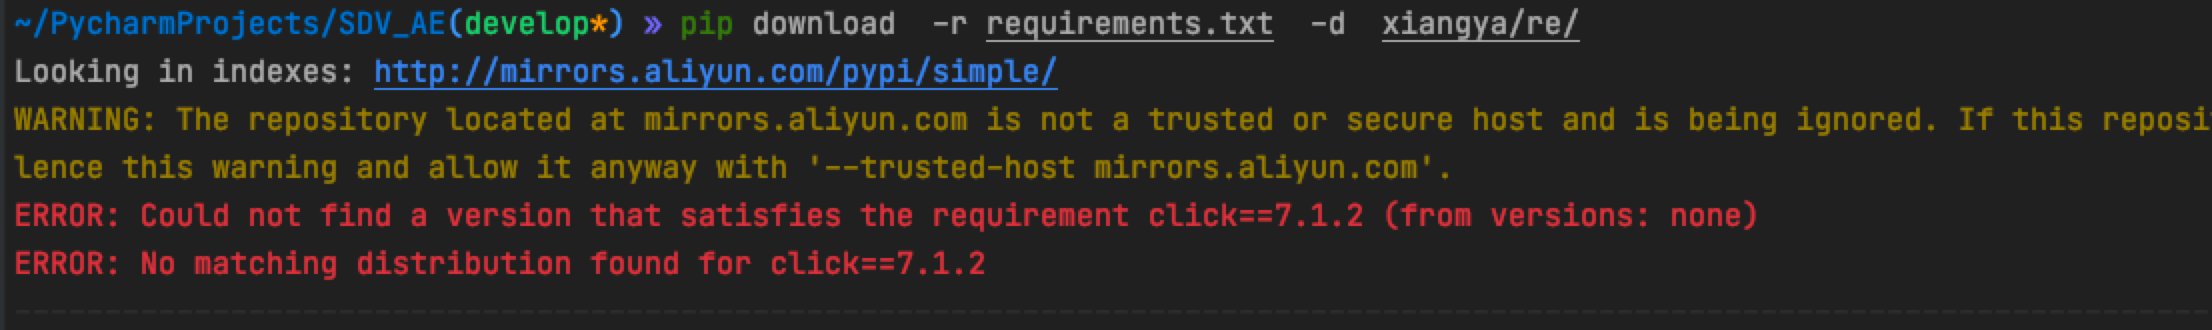 ~/PycharmProjects/SDV_AE(develop*) » pip download -r requirements.txt -d xiangya/re/
Looking in indexes: http://mirrors.aliyun.com/pypi/simple/
WARNING: The repository located at mirrors.aliyun.com is not a trusted or secure host and is being ignored. If this reposi
lence this warning and allow it anyway with '--trusted-host mirrors.aliyun.com'.
ERROR: Could not find a version that satisfies the requirement click==7.1.2 (from versions: none)
ERROR: No matching distribution found for click==7.1.2